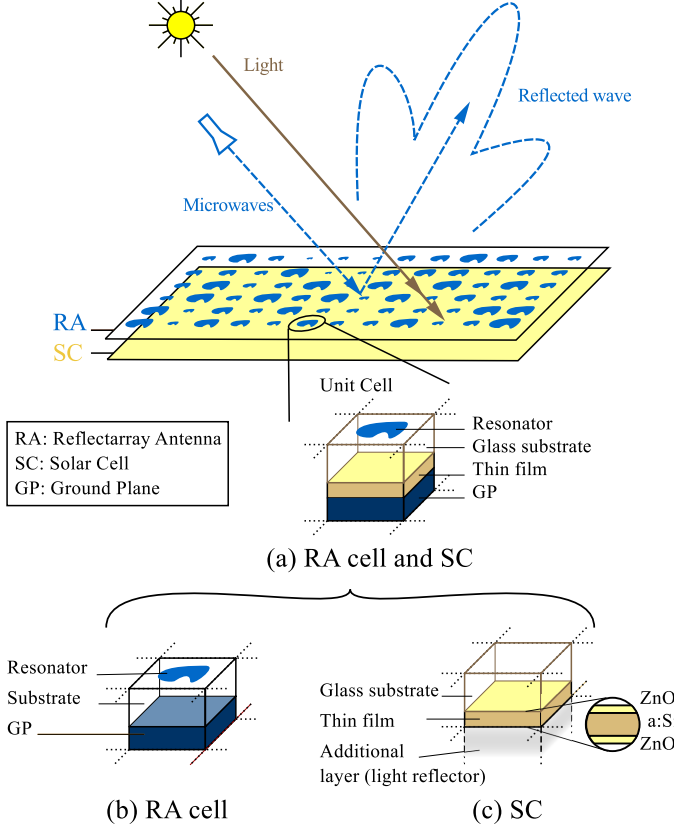 Light
Reflected wave
Microwaves
RA
SC
Unit Cell
RA: Reflectarray Antenna
SC: Solar Cell
GP: Ground Plane
Resonator
Glass substrate
Thin film
GP
(a) RA cell and SC
Resonator
Substrate
GP
Glass substrate
Thin film
Additional
layer (light reflector)
ZnO
a:S
ZnO
(b) RA cell
(c) SC